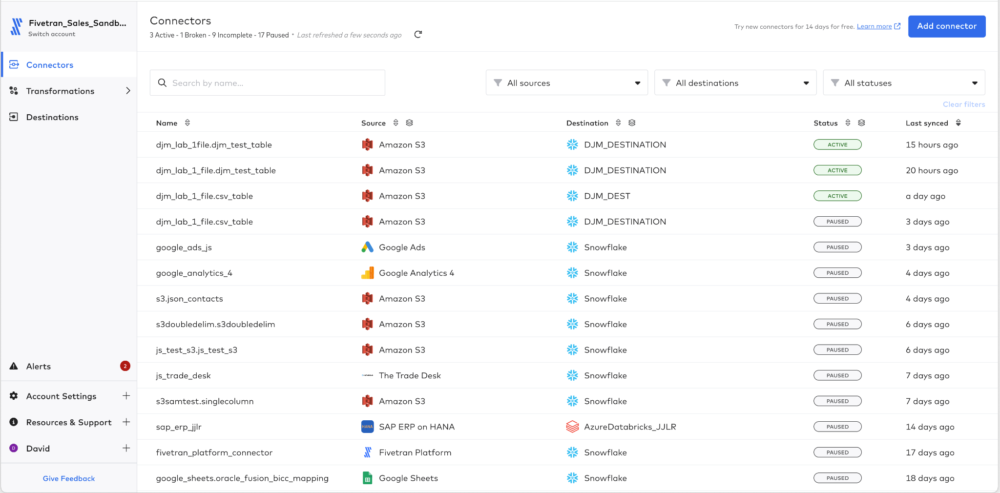 Fivetran_Sales_Sandb...
Switch account
Connectors
Transformations
Destinations
Alerts 2
Account Settings
Resources & Support
D David
Give Feedback
Connectors
3 Active - 1 Broken - 9 Incomplete - 17 Paused • Last refreshed a few seconds ago
Try new connectors for 14 days for free. Learn more
Add connector
Search by name...
All sources
All destinations
All statuses
Clear filters
Name Source Destination Status Last synced
djm_lab_1file.djm_test_table Amazon S3 DJM_DESTINATION ACTIVE 15 hours ago
djm_lab_1_file.djm_test_table Amazon S3 DJM_DESTINATION ACTIVE 20 hours ago
djm_lab_1_file.csv_table Amazon S3 DJM_DEST ACTIVE a day ago
djm_lab_1_file.csv_table Amazon S3 DJM_DESTINATION PAUSED 3 days ago
google_ads_js Google Ads Snowflake PAUSED 3 days ago
google_analytics_4 Google Analytics 4 Snowflake PAUSED 4 days ago
s3.json_contacts Amazon S3 Snowflake PAUSED 4 days ago
s3doubledelim.s3doubledelim Amazon S3 Snowflake PAUSED 6 days ago
js_test_s3.js_test_s3 Amazon S3 Snowflake PAUSED 6 days ago
js_trade_desk The Trade Desk Snowflake PAUSED 7 days ago
s3samtest.singlecolumn Amazon S3 Snowflake PAUSED 7 days ago
sap_erp_jjlr HANA SAP ERP on HANA AzureDatabricks_JJLR PAUSED 14 days ago
fivetran_platform_connector Fivetran Platform Snowflake PAUSED 17 days ago
google_sheets.oracle_fusion_bicc_mapping Google Sheets Snowflake PAUSED 18 days ago